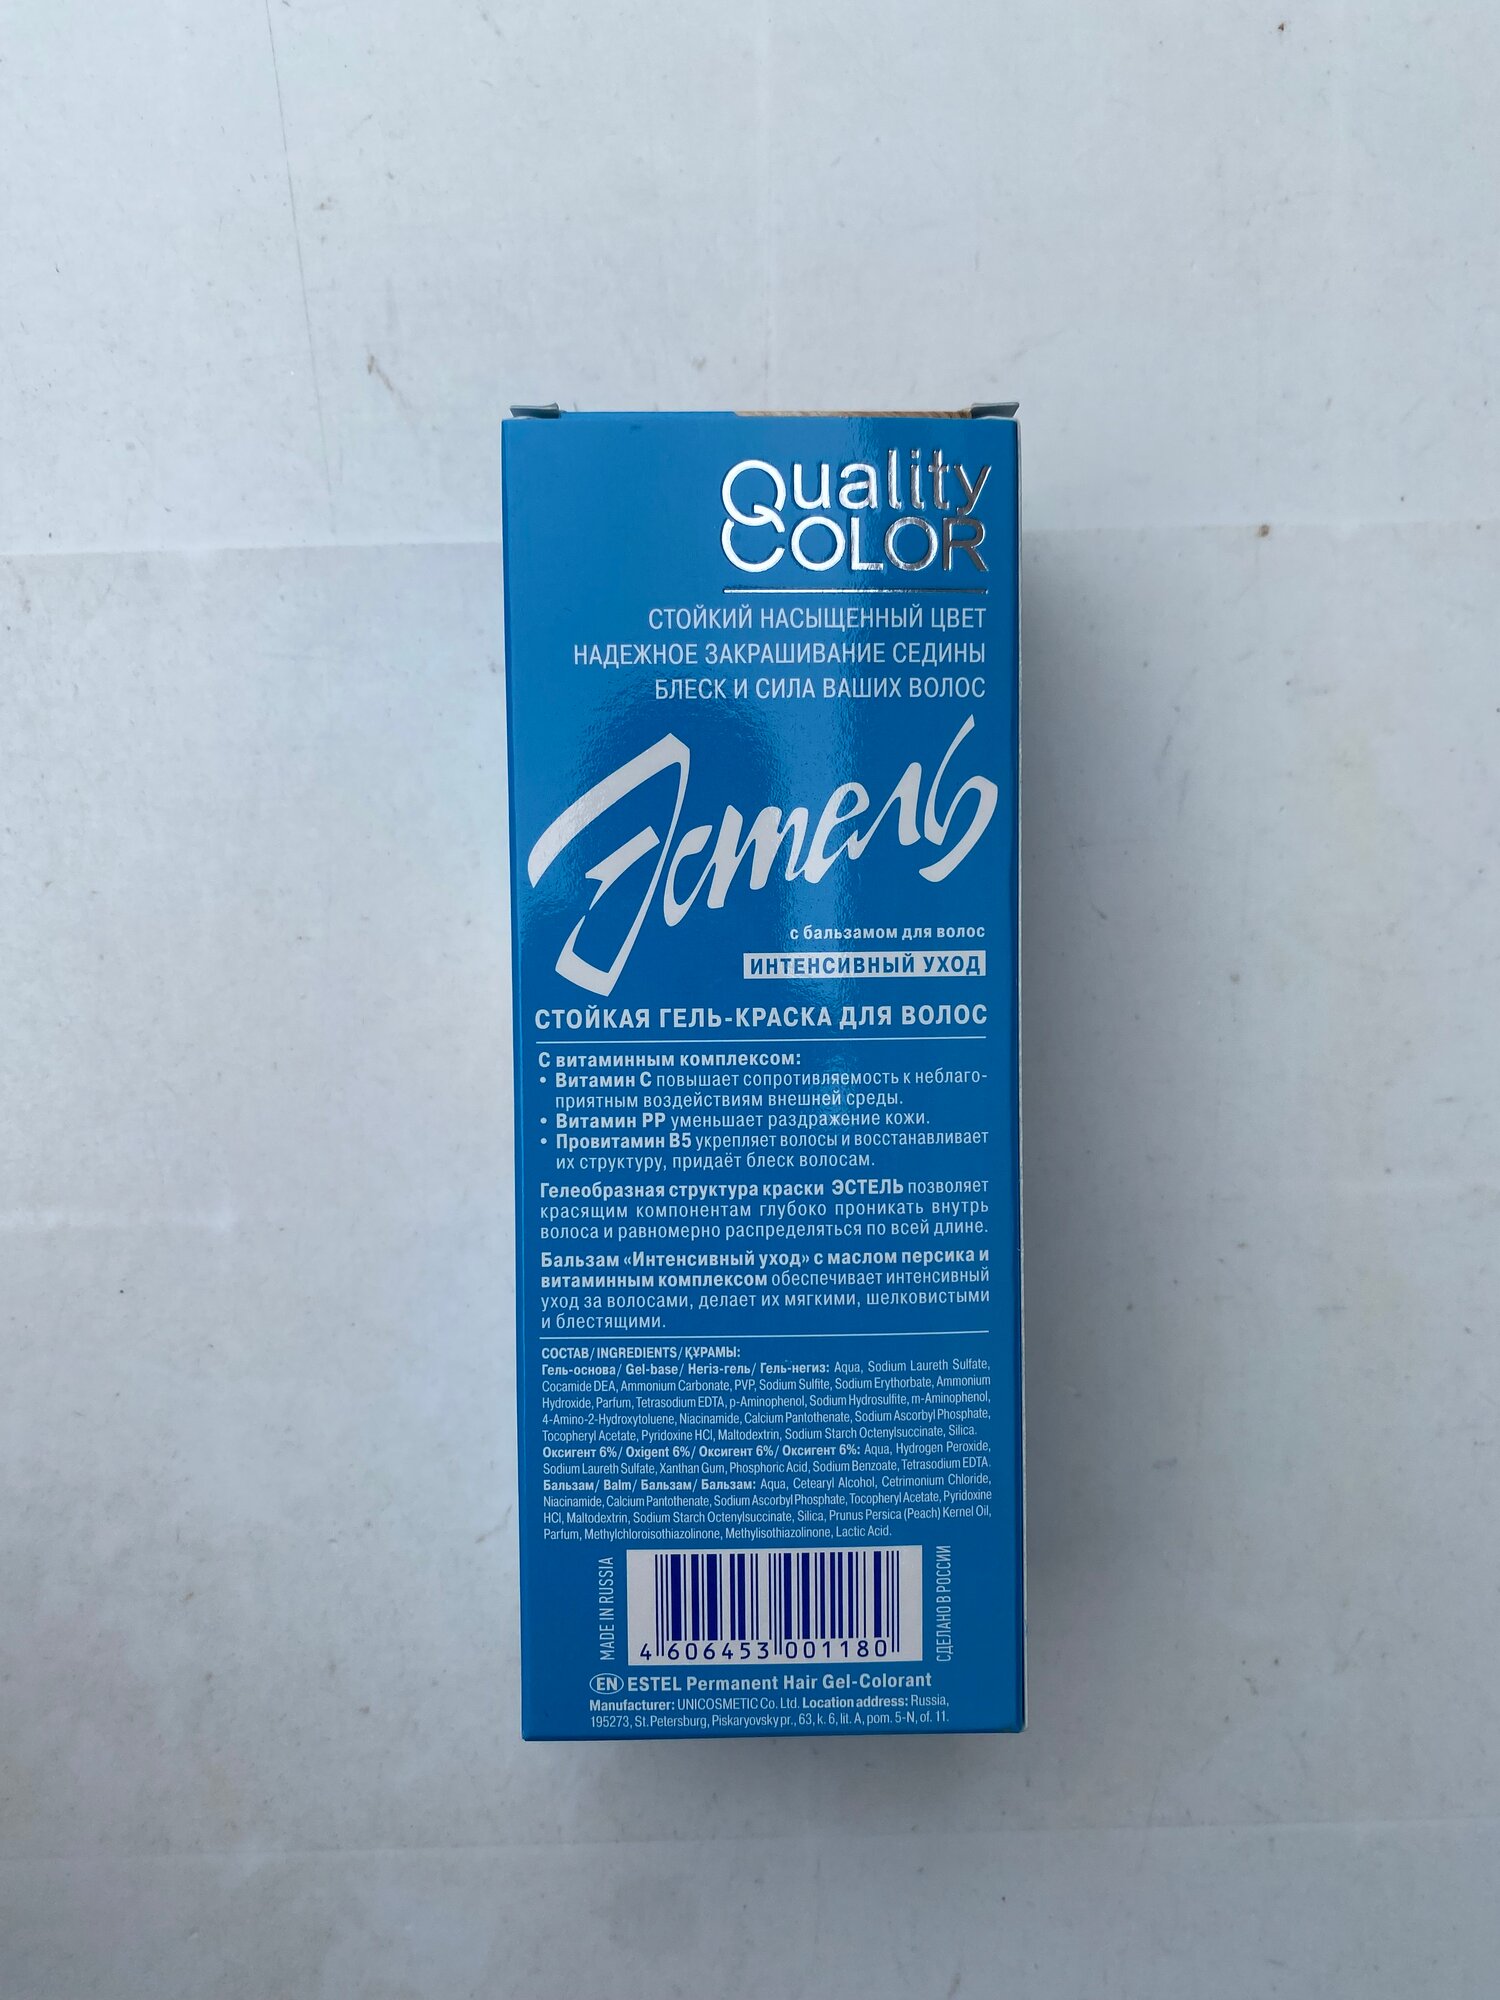 Quality
COLOR
СТОЙКИЙ НАСЫЩЕННЫЙ ЦВЕТ
НАДЕЖНОЕ ЗАКРАШИВАНИЕ СЕДИНЫ
БЛЕСК И СИЛА ВАШИХ ВОЛОС
Эстель
с бальзамом для волос
ИНТЕНСИВНЫЙ УХОД
СТОЙКАЯ ГЕЛЬ-КРАСКА ДЛЯ ВОЛОС
С витаминным комплексом:
• Витамин С повышает сопротивляемость к неблаго-
приятным воздействиям внешней среды.
• Витамин РР уменьшает раздражение кожи.
• Провитамин В5 укрепляет волосы и восстанавливает
их структуру, придаёт блеск волосам.
Гелеобразная структура краски ЭСТЕЛЬ позволяет
красящим компонентам глубоко проникать внутрь
волоса и равномерно распределяться по всей длине.
Бальзам «Интенсивный уход» с маслом персика и
витаминным комплексом обеспечивает интенсивный
уход за волосами, делает их мягкими, шелковистыми
и блестящими.
СОСТАВ/INGREDIENTS/ҚҰРАМЫ:
Гель-основа/ Gel-base/ Негіз-гель/ Гель-негиз: Aqua, Sodium Laureth Sulfate,
Cocamide DEA, Ammonium Carbonate, PVP, Sodium Sulfite, Sodium Erythorbate, Ammonium
Hydroxide, Parfum, Tetrasodium EDTA, p-Aminophenol, Sodium Hydrosulfite, m-Aminophenol,
4-Amino-2-Hydroxytoluene, Niacinamide, Calcium Pantothenate, Sodium Ascorbyl Phosphate,
Tocopheryl Acetate, Pyridoxine HCl, Maltodextrin, Sodium Starch Octenylsuccinate, Silica.
Оксигент 6%/ Oxigent 6%/ Оксигент 6%/ Оксигент 6%: Aqua, Hydrogen Peroxide,
Sodium Laureth Sulfate, Xanthan Gum, Phosphoric Acid, Sodium Benzoate, Tetrasodium EDTA.
Бальзам/ Balm/ Бальзам/ Бальзам: Aqua, Cetearyl Alcohol, Cetrimonium Chloride,
Niacinamide, Calcium Pantothenate, Sodium Ascorbyl Phosphate, Tocopheryl Acetate, Pyridoxine
HCl, Maltodextrin, Sodium Starch Octenylsuccinate, Silica, Prunus Persica (Peach) Kernel Oil,
Parfum, Methylchloroisothiazolinone, Methylisothiazolinone, Lactic Acid.
MADE IN RUSSIA
4 606453 001180
СДЕЛАНО В РОССИИ
EN ESTEL Permanent Hair Gel-Colorant
Manufacturer: UNICOSMETIC Co. Ltd. Location address: Russia,
195273, St. Petersburg, Piskaryovsky pr., 63, k. 6, lit. A, pom. 5-N, of. 11.